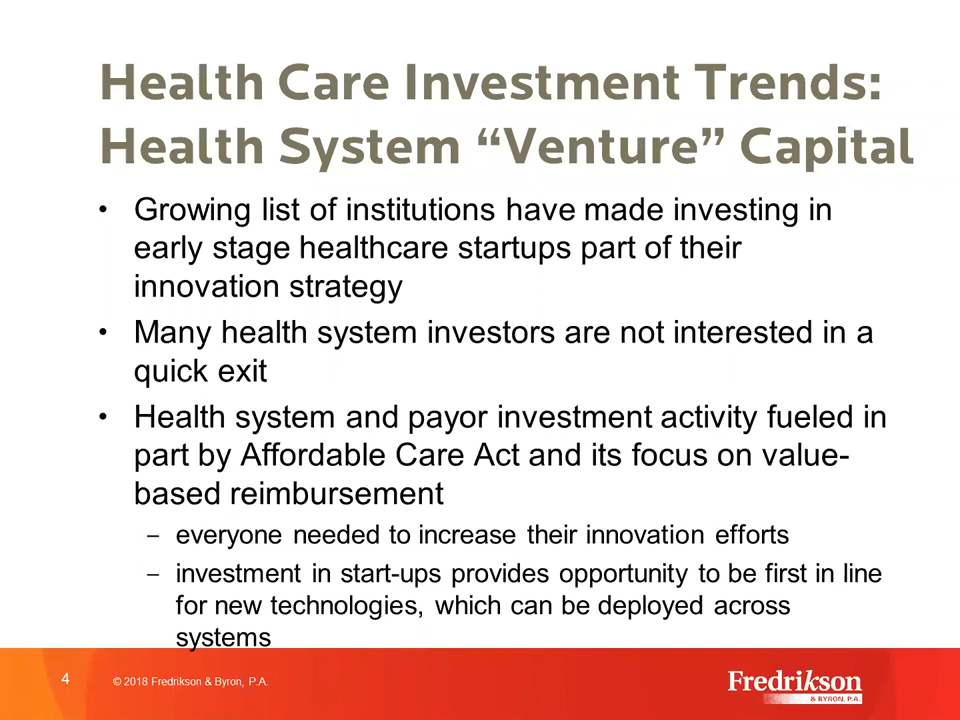 Health Care Investment Trends:
Health System “Venture” Capital
• Growing list of institutions have made investing in
early stage healthcare startups part of their
innovation strategy
• Many health system investors are not interested in a
quick exit
• Health system and payor investment activity fueled in
part by Affordable Care Act and its focus on value-
based reimbursement
– everyone needed to increase their innovation efforts
– investment in start-ups provides opportunity to be first in line
for new technologies, which can be deployed across
systems
4
© 2018 Fredrikson & Byron, P.A.
Fredrikson
& BYRON, P.A.